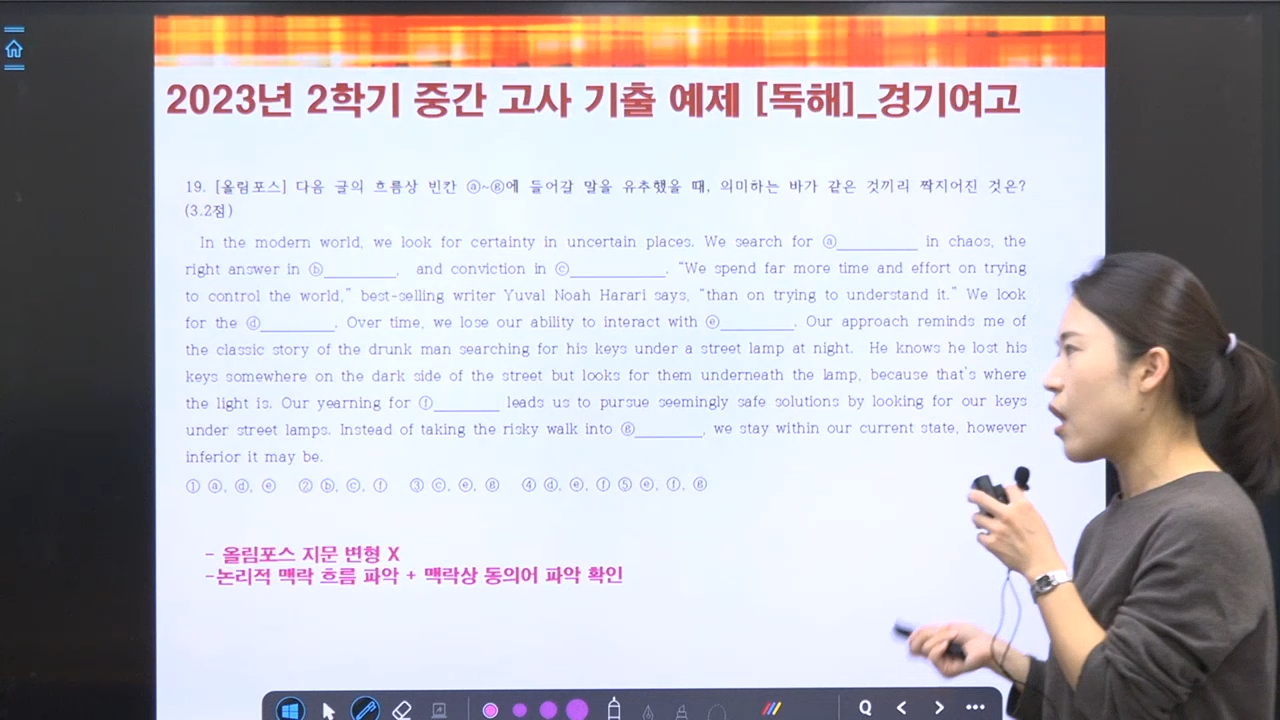 2023년 2학기 중간 고사 기출 예제 [독해]_경기여고
19. [올림포스] 다음 글의 흐름상 빈칸 ⓐ~ⓖ에 들어갈 말을 유추했을 때, 의미하는 바가 같은 것끼리 짝지어진 것은?
(3.2점)
In the modern world, we look for certainty in uncertain places. We search for ⓐ__________ in chaos, the
right answer in ⓑ_________, and conviction in ⓒ____________. “We spend far more time and effort on trying
to control the world,” best-selling writer Yuval Noah Harari says, “than on trying to understand it.” We look
for the ⓓ_________. Over time, we lose our ability to interact with ⓔ_________. Our approach reminds me of
the classic story of the drunk man searching for his keys under a street lamp at night. He knows he lost his
keys somewhere on the dark side of the street but looks for them underneath the lamp, because that's where
the light is. Our yearning for ⓕ________ leads us to pursue seemingly safe solutions by looking for our keys
under street lamps. Instead of taking the risky walk into ⓖ________, we stay within our current state, however
inferior it may be.
① ⓐ, ⓓ, ⓔ ② ⓑ, ⓒ, ⓕ ③ ⓒ, ⓔ, ⓖ ④ ⓓ, ⓔ, ⓕ ⑤ ⓔ, ⓕ, ⓖ
- 올림포스 지문 변형 X
-논리적 맥락 흐름 파악 + 맥락상 동의어 파악 확인